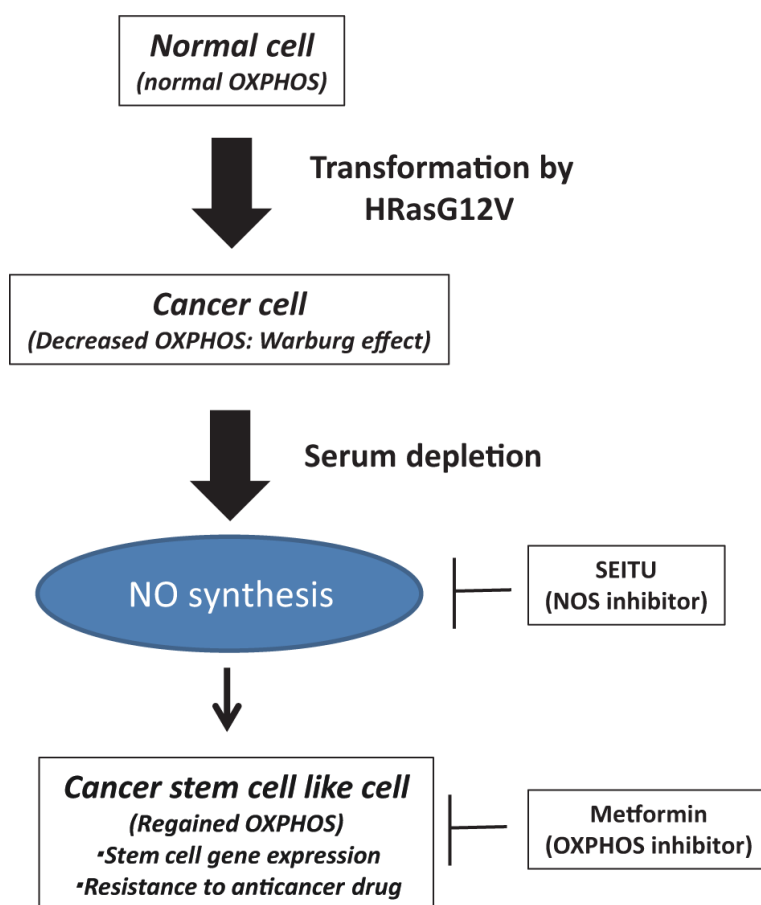 Normal cell
(normal OXPHOS)
Transformation by
HRasG12V
Cancer cell
(Decreased OXPHOS: Warburg effect)
Serum depletion
NO synthesis
SEITU
(NOS inhibitor)
Cancer stem cell like cell
(Regained OXPHOS)
・Stem cell gene expression
・Resistance to anticancer drug
Metformin
(OXPHOS inhibitor)